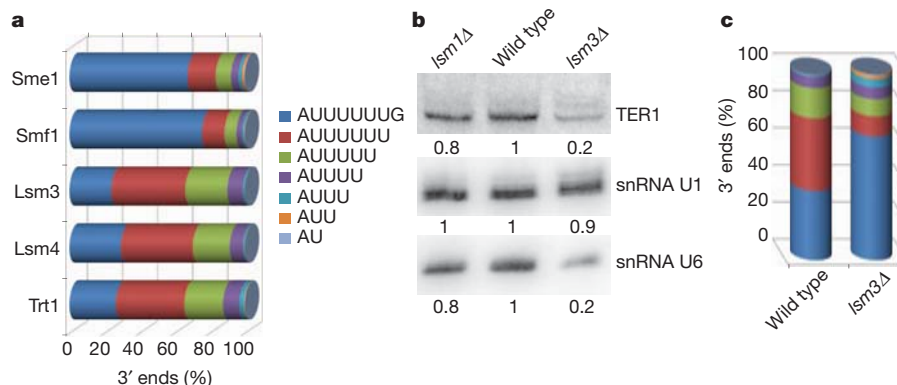 a
Sme1
Smf1
Lsm3
Lsm4
Trt1
0 20 40 60 80 100
3′ ends (%)
AUUUUUUG
AUUUUUU
AUUUUU
AUUUU
AUUU
AUU
AU
b
lsm1Δ Wild type lsm3Δ
TER1
0.8 1 0.2
snRNA U1
1 1 0.9
snRNA U6
0.8 1 0.2
c
3′ ends (%)
100
80
60
40
20
0
Wild type lsm3Δ